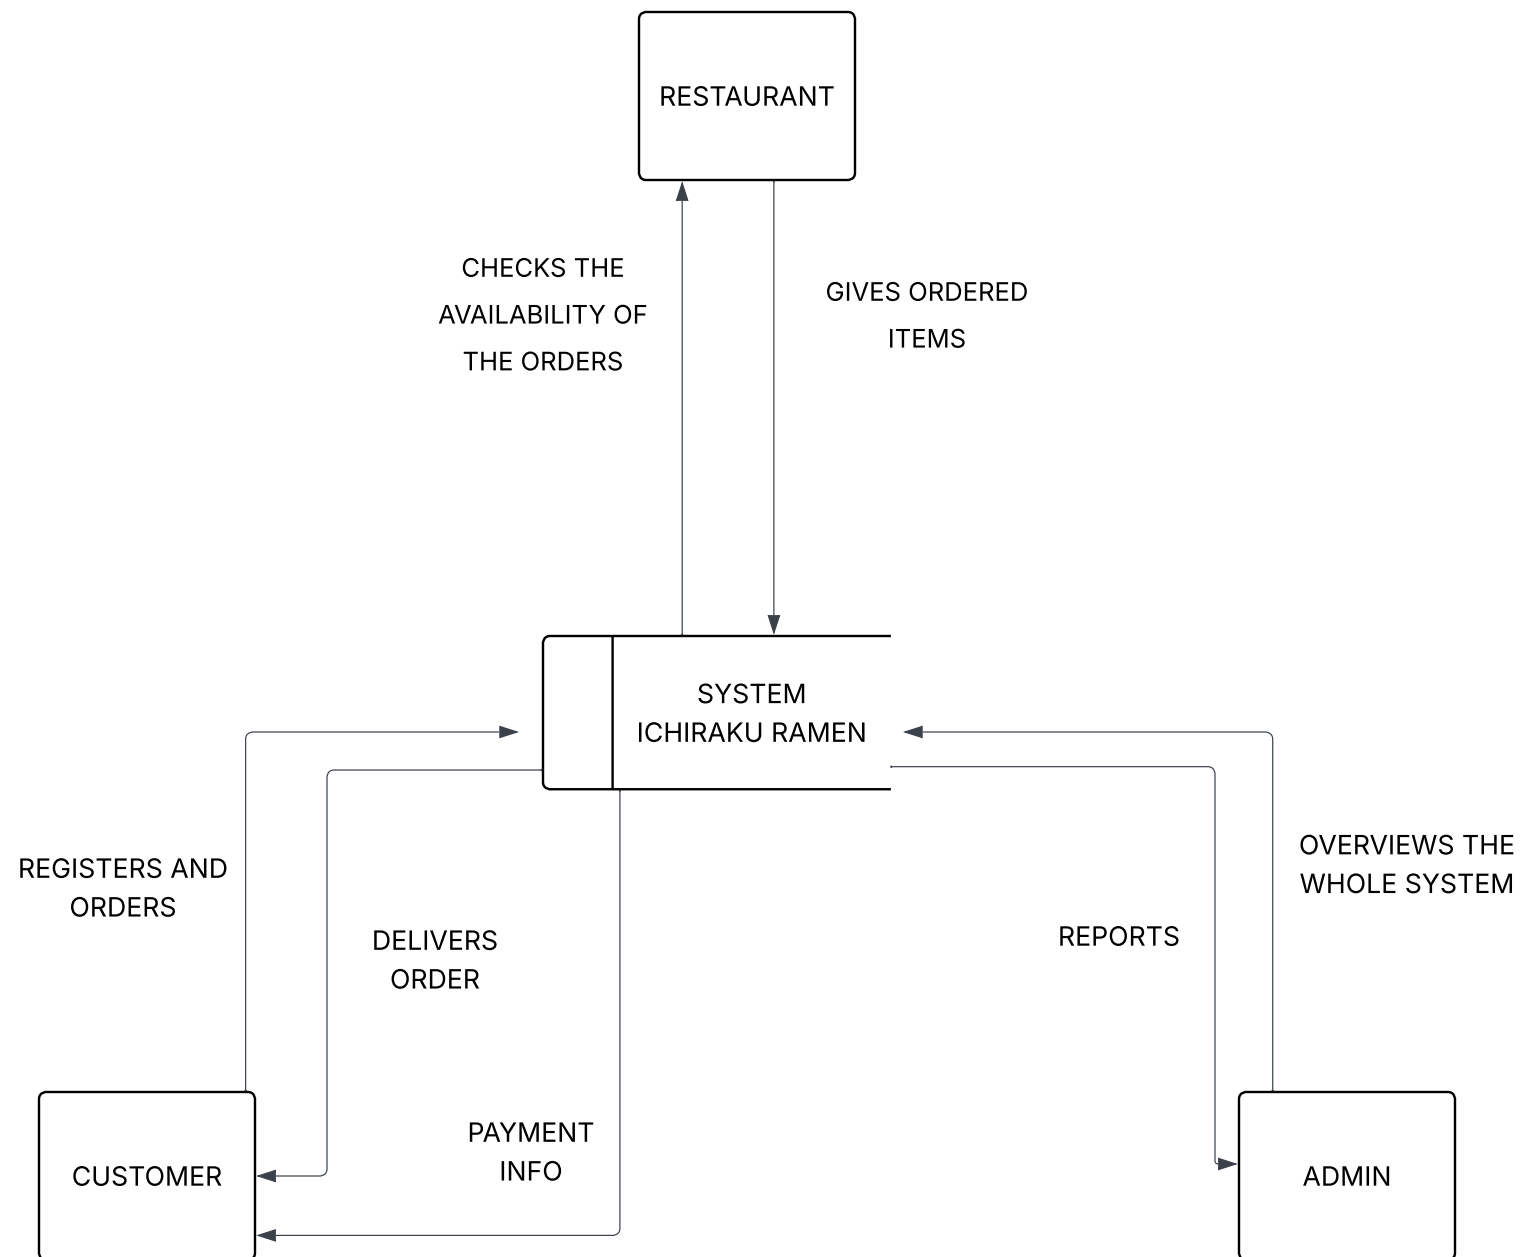 RESTAURANT
CHECKS THE
AVAILABILITY OF
THE ORDERS
GIVES ORDERED
ITEMS
SYSTEM
ICHIRAKU RAMEN
REGISTERS AND
ORDERS
DELIVERS
ORDER
PAYMENT
INFO
REPORTS
OVERVIEWS THE
WHOLE SYSTEM
CUSTOMER
ADMIN